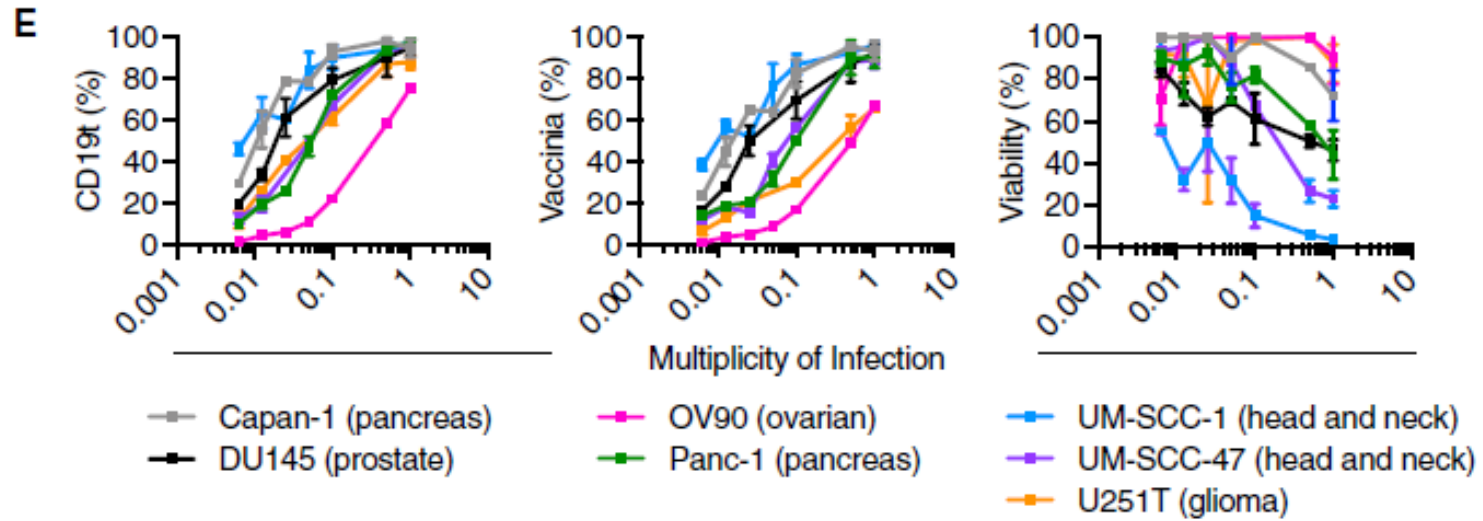 E
CD19t (%)
100
80
60
40
20
0
0.001
0.01
0.1
1
10
Vaccinia (%)
100
80
60
40
20
0
0.001
0.01
0.1
1
10
Viability (%)
100
80
60
40
20
0
0.001
0.01
0.1
1
10
Multiplicity of Infection
Capan-1 (pancreas)
DU145 (prostate)
OV90 (ovarian)
Panc-1 (pancreas)
UM-SCC-1 (head and neck)
UM-SCC-47 (head and neck)
U251T (glioma)